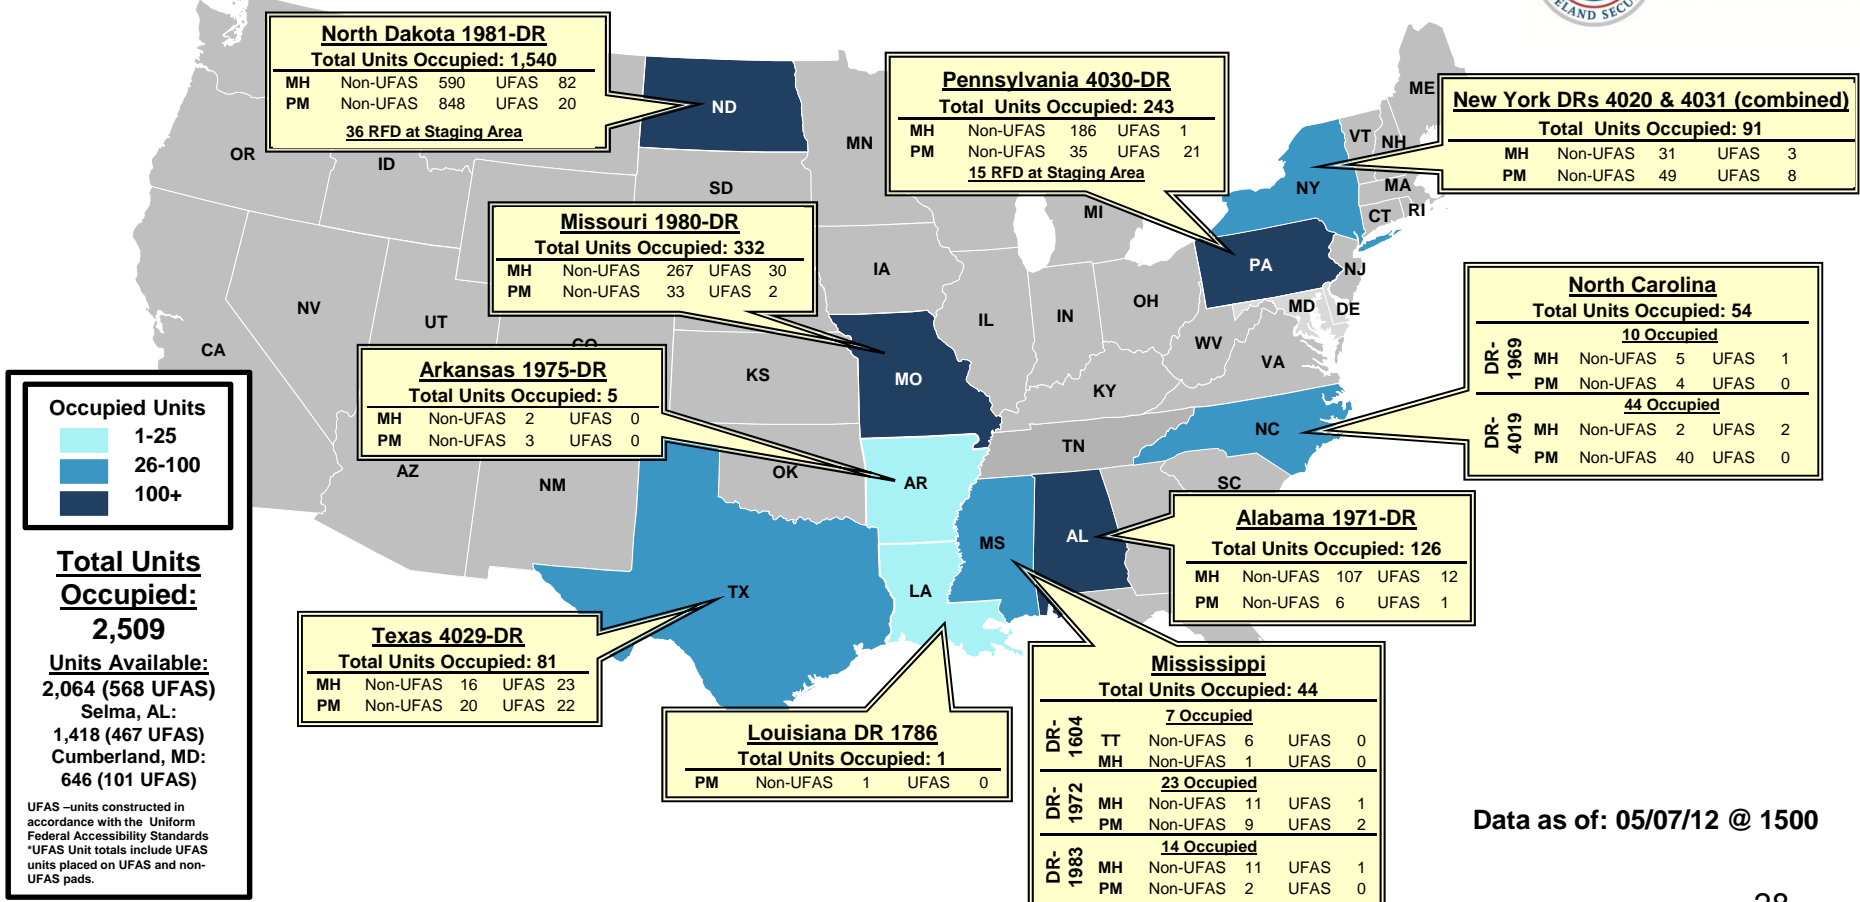 ELAND SECU
North Dakota 1981-DR
Total Units Occupied: 1,540
MH Non-UFAS 590 UFAS 82
PM Non-UFAS 848 UFAS 20
36 RFD at Staging Area
Pennsylvania 4030-DR
Total Units Occupied: 243
MH Non-UFAS 186 UFAS 1
PM Non-UFAS 35 UFAS 21
15 RFD at Staging Area
New York DRs 4020 & 4031 (combined)
Total Units Occupied: 91
MH Non-UFAS 31 UFAS 3
PM Non-UFAS 49 UFAS 8
Missouri 1980-DR
Total Units Occupied: 332
MH Non-UFAS 267 UFAS 30
PM Non-UFAS 33 UFAS 2
North Carolina
Total Units Occupied: 54
DR-1969
10 Occupied
MH Non-UFAS 5 UFAS 1
PM Non-UFAS 4 UFAS 0
DR-4019
44 Occupied
MH Non-UFAS 2 UFAS 2
PM Non-UFAS 40 UFAS 0
Arkansas 1975-DR
Total Units Occupied: 5
MH Non-UFAS 2 UFAS 0
PM Non-UFAS 3 UFAS 0
Alabama 1971-DR
Total Units Occupied: 126
MH Non-UFAS 107 UFAS 12
PM Non-UFAS 6 UFAS 1
Texas 4029-DR
Total Units Occupied: 81
MH Non-UFAS 16 UFAS 23
PM Non-UFAS 20 UFAS 22
Louisiana DR 1786
Total Units Occupied: 1
PM Non-UFAS 1 UFAS 0
Mississippi
Total Units Occupied: 44
DR-1604
7 Occupied
TT Non-UFAS 6 UFAS 0
MH Non-UFAS 1 UFAS 0
DR-1972
23 Occupied
MH Non-UFAS 11 UFAS 1
PM Non-UFAS 9 UFAS 2
DR-1983
14 Occupied
MH Non-UFAS 11 UFAS 1
PM Non-UFAS 2 UFAS 0
ND
MN
ME
VT
NH
OR
ID
SD
NY
MA
CT
RI
MI
IA
PA
NJ
NV
UT
CO
IL
IN
OH
MD
DE
WV
VA
CA
KS
MO
KY
NC
TN
AZ
NM
OK
AR
SC
MS
AL
TX
LA
Occupied Units
1-25
26-100
100+
Total Units
Occupied:
2,509
Units Available:
2,064 (568 UFAS)
Selma, AL:
1,418 (467 UFAS)
Cumberland, MD:
646 (101 UFAS)
UFAS –units constructed in
accordance with the Uniform
Federal Accessibility Standards
*UFAS Unit totals include UFAS
units placed on UFAS and non-
UFAS pads.
Data as of: 05/07/12 @ 1500
28